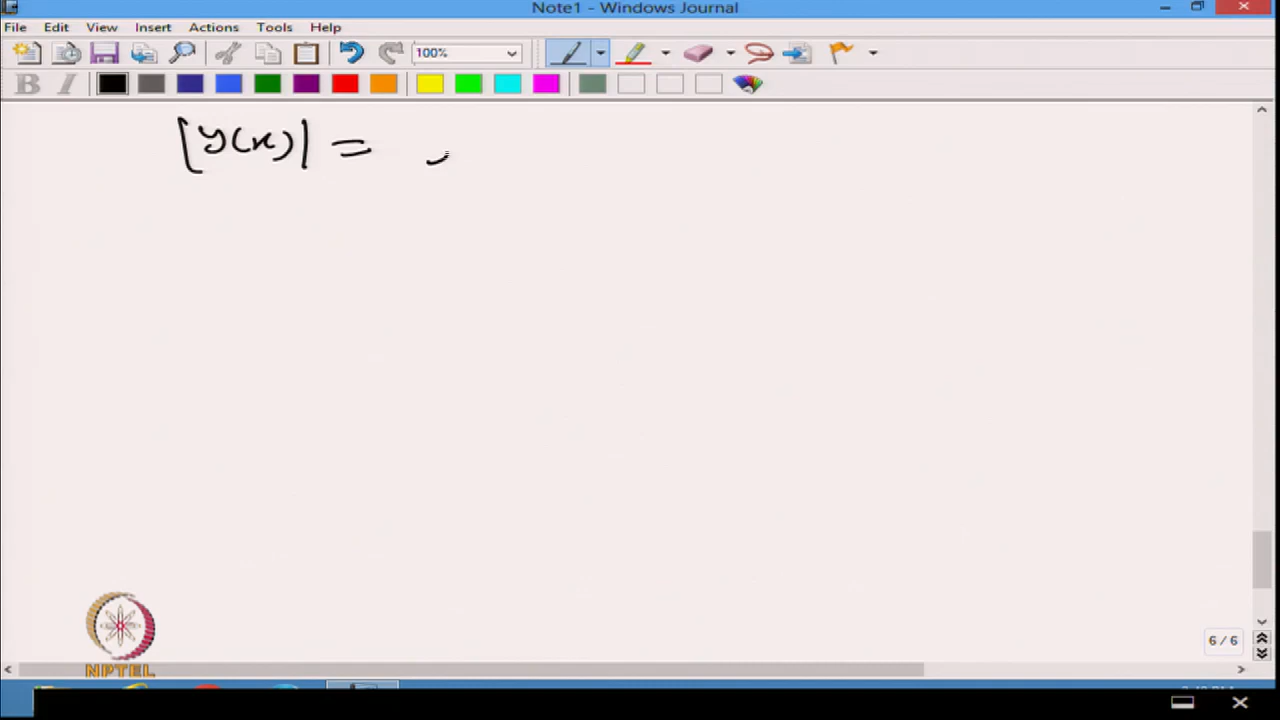 Note1 - Windows Journal
File Edit View Insert Actions Tools Help
100%
B I
|y(x)| =
6 / 6
NPTEL